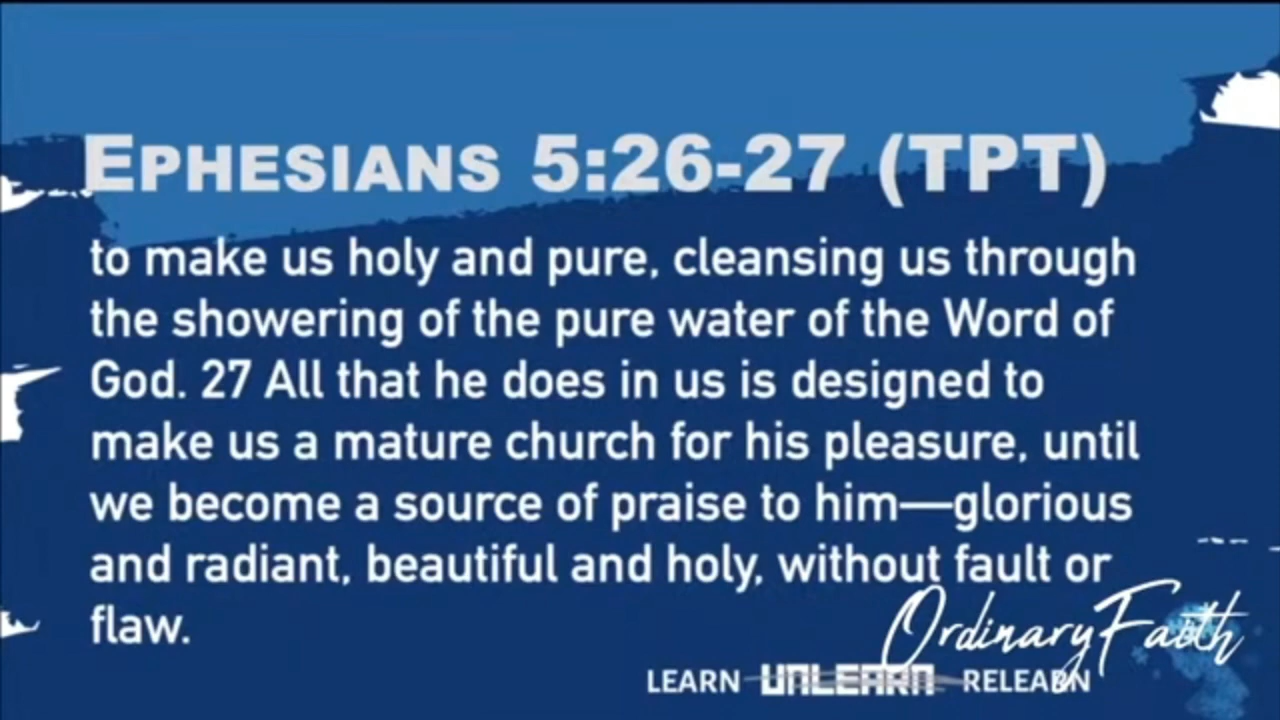 EPHESIANS 5:26-27 (TPT)
to make us holy and pure, cleansing us through
the showering of the pure water of the Word of
God. 27 All that he does in us is designed to
make us a mature church for his pleasure, until
we become a source of praise to him—glorious
and radiant, beautiful and holy, without fault or
flaw.
OrdinaryFaith
LEARN UNLEARN RELEARN